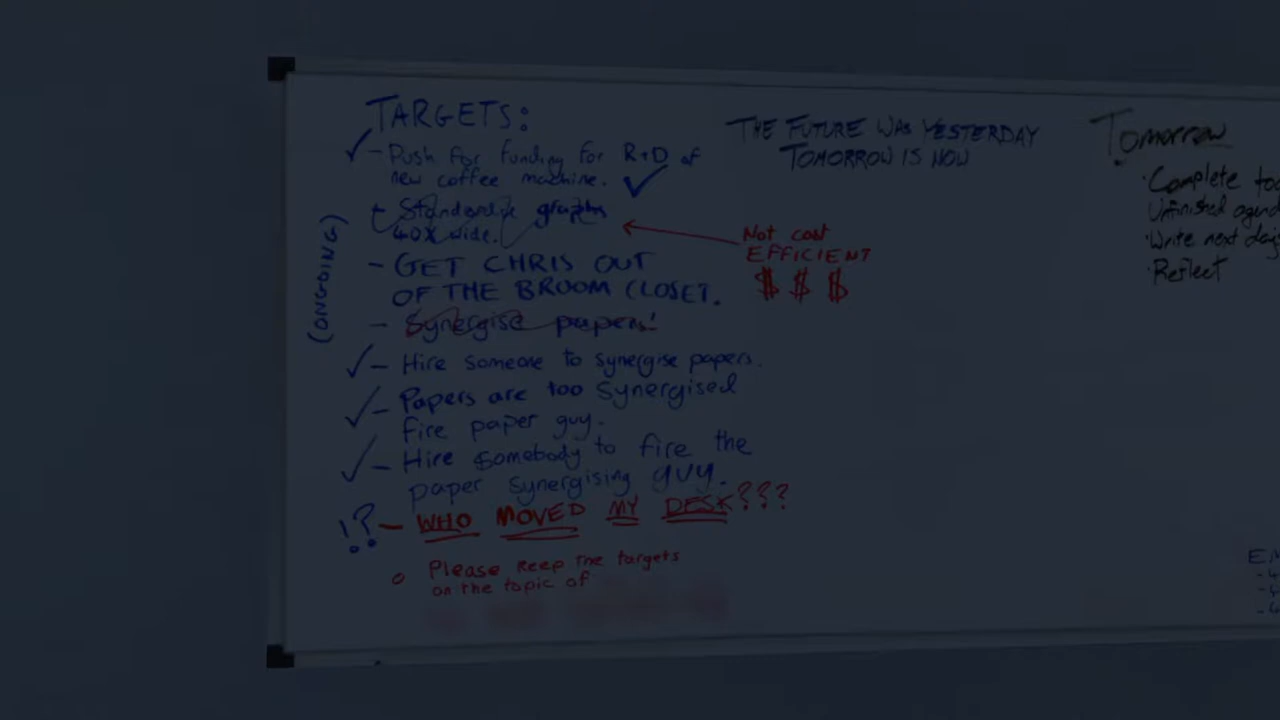 TARGETS:
- Push for funding for R+D of
new coffee machine.
- Standardize graphs
40X wide.
(ONGOING)
- GET CHRIS OUT
OF THE BROOM CLOSET.
- Synergise papers!
- Hire someone to synergise papers.
- Papers are too synergised
fire paper guy.
- Hire somebody to fire the
paper synergising guy.
!? - WHO MOVED MY DESK???
Please keep the targets
on the topic of
THE FUTURE WAS YESTERDAY
TOMORROW IS NOW
Not cost
EFFICIENT
$ $ $
Tomorrow
Complete
Unfinished
Write next
Reflect